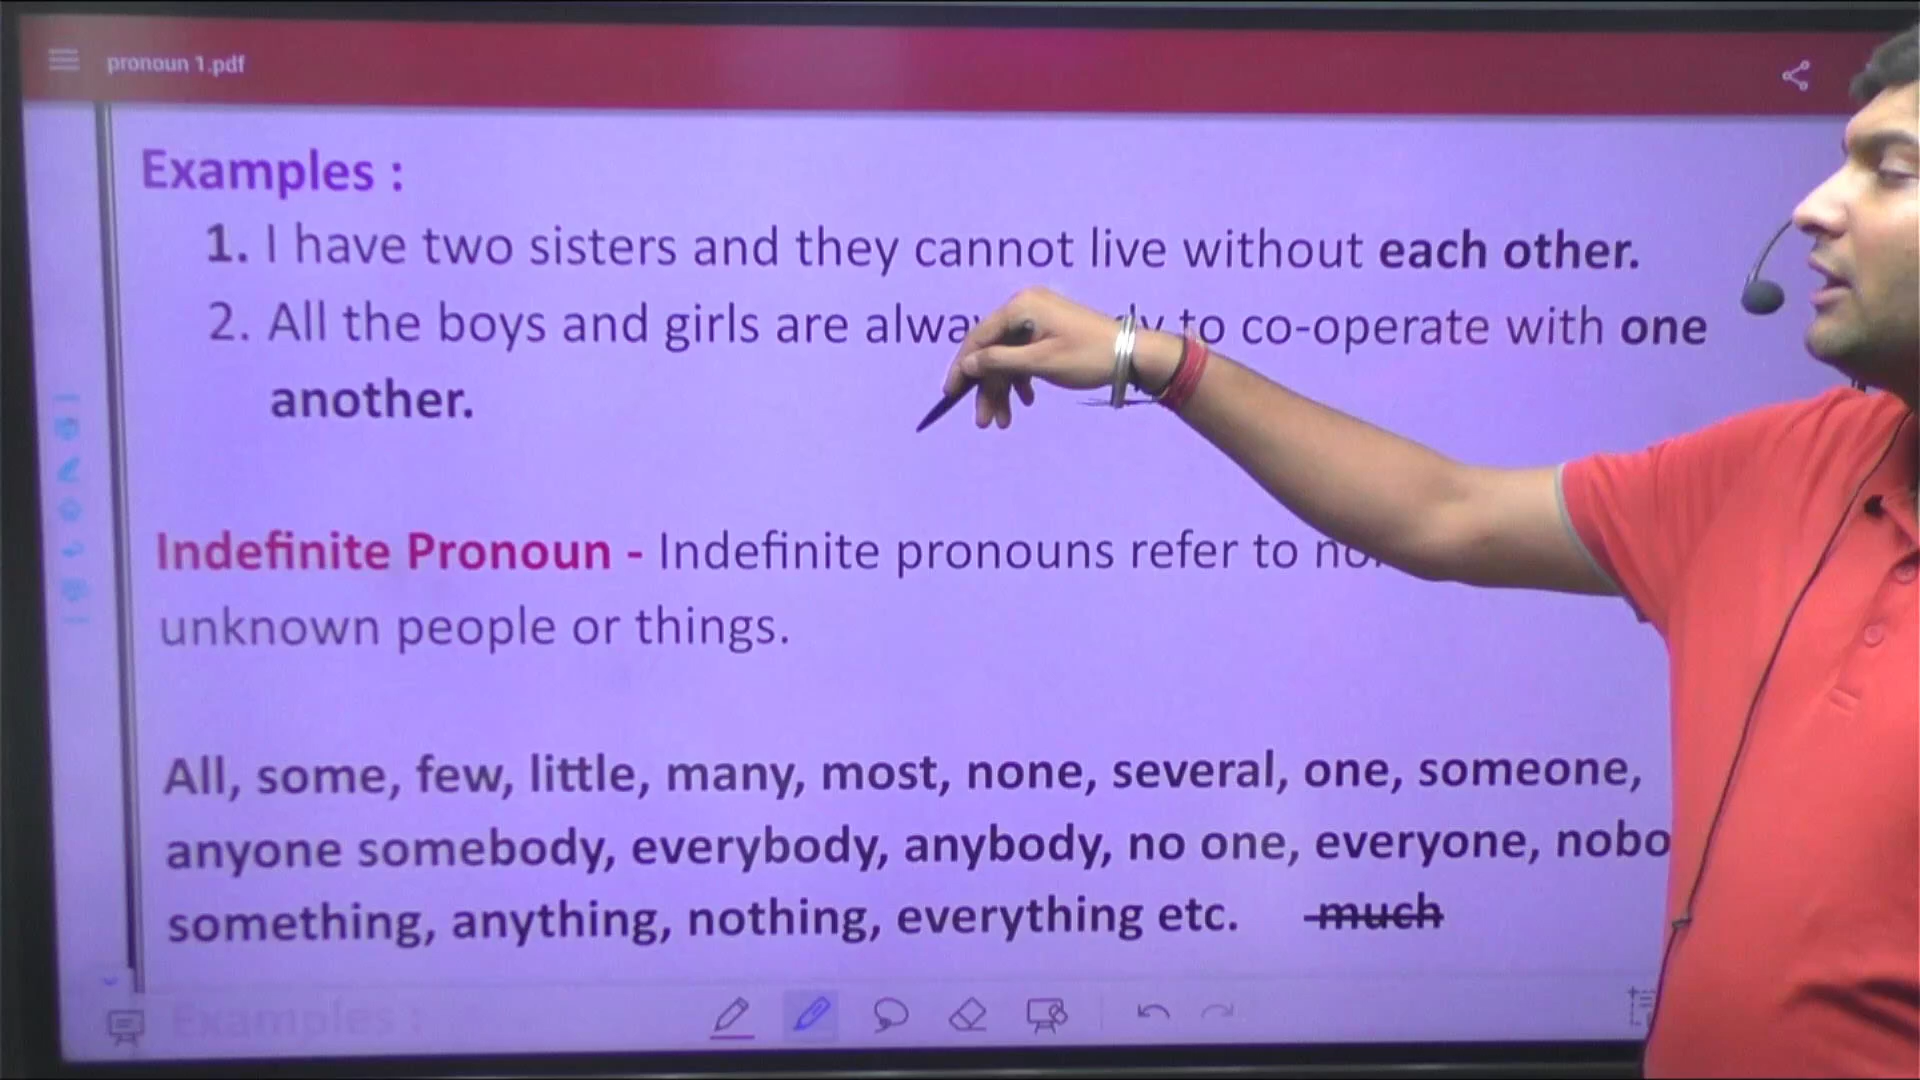 pronoun 1.pdf
Examples :
1. I have two sisters and they cannot live without each other.
2. All the boys and girls are to co-operate with one
another.
Indefinite Pronoun - Indefinite pronouns refer to
unknown people or things.
All, some, few, little, many, most, none, several, one, someone,
anyone somebody, everybody, anybody, no one, everyone,
something, anything, nothing, everything etc. much
Examples :